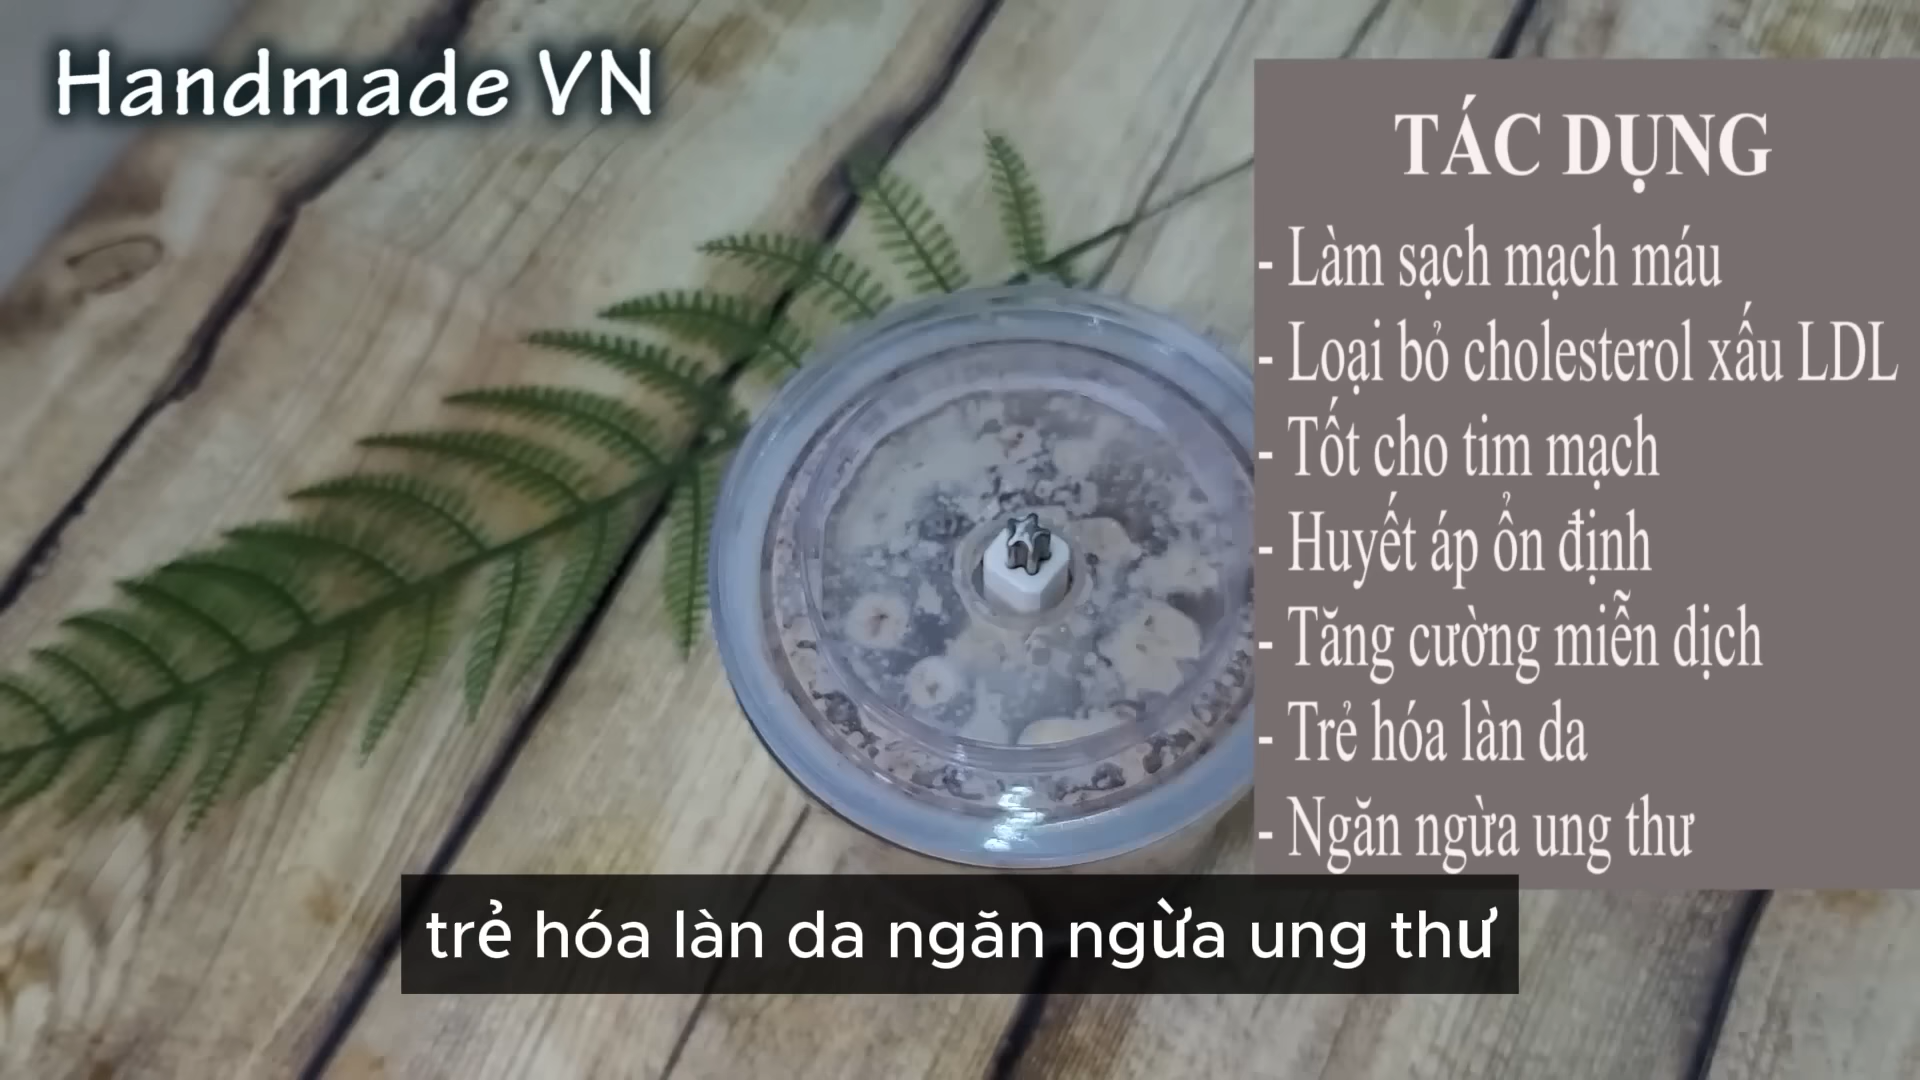 Handmade VN
TÁC DỤNG
- Làm sạch mạch máu
- Loại bỏ cholesterol xấu LDL
- Tốt cho tim mạch
- Huyết áp ổn định
- Tăng cường miễn dịch
- Trẻ hóa làn da
- Ngăn ngừa ung thư
trẻ hóa làn da ngăn ngừa ung thư